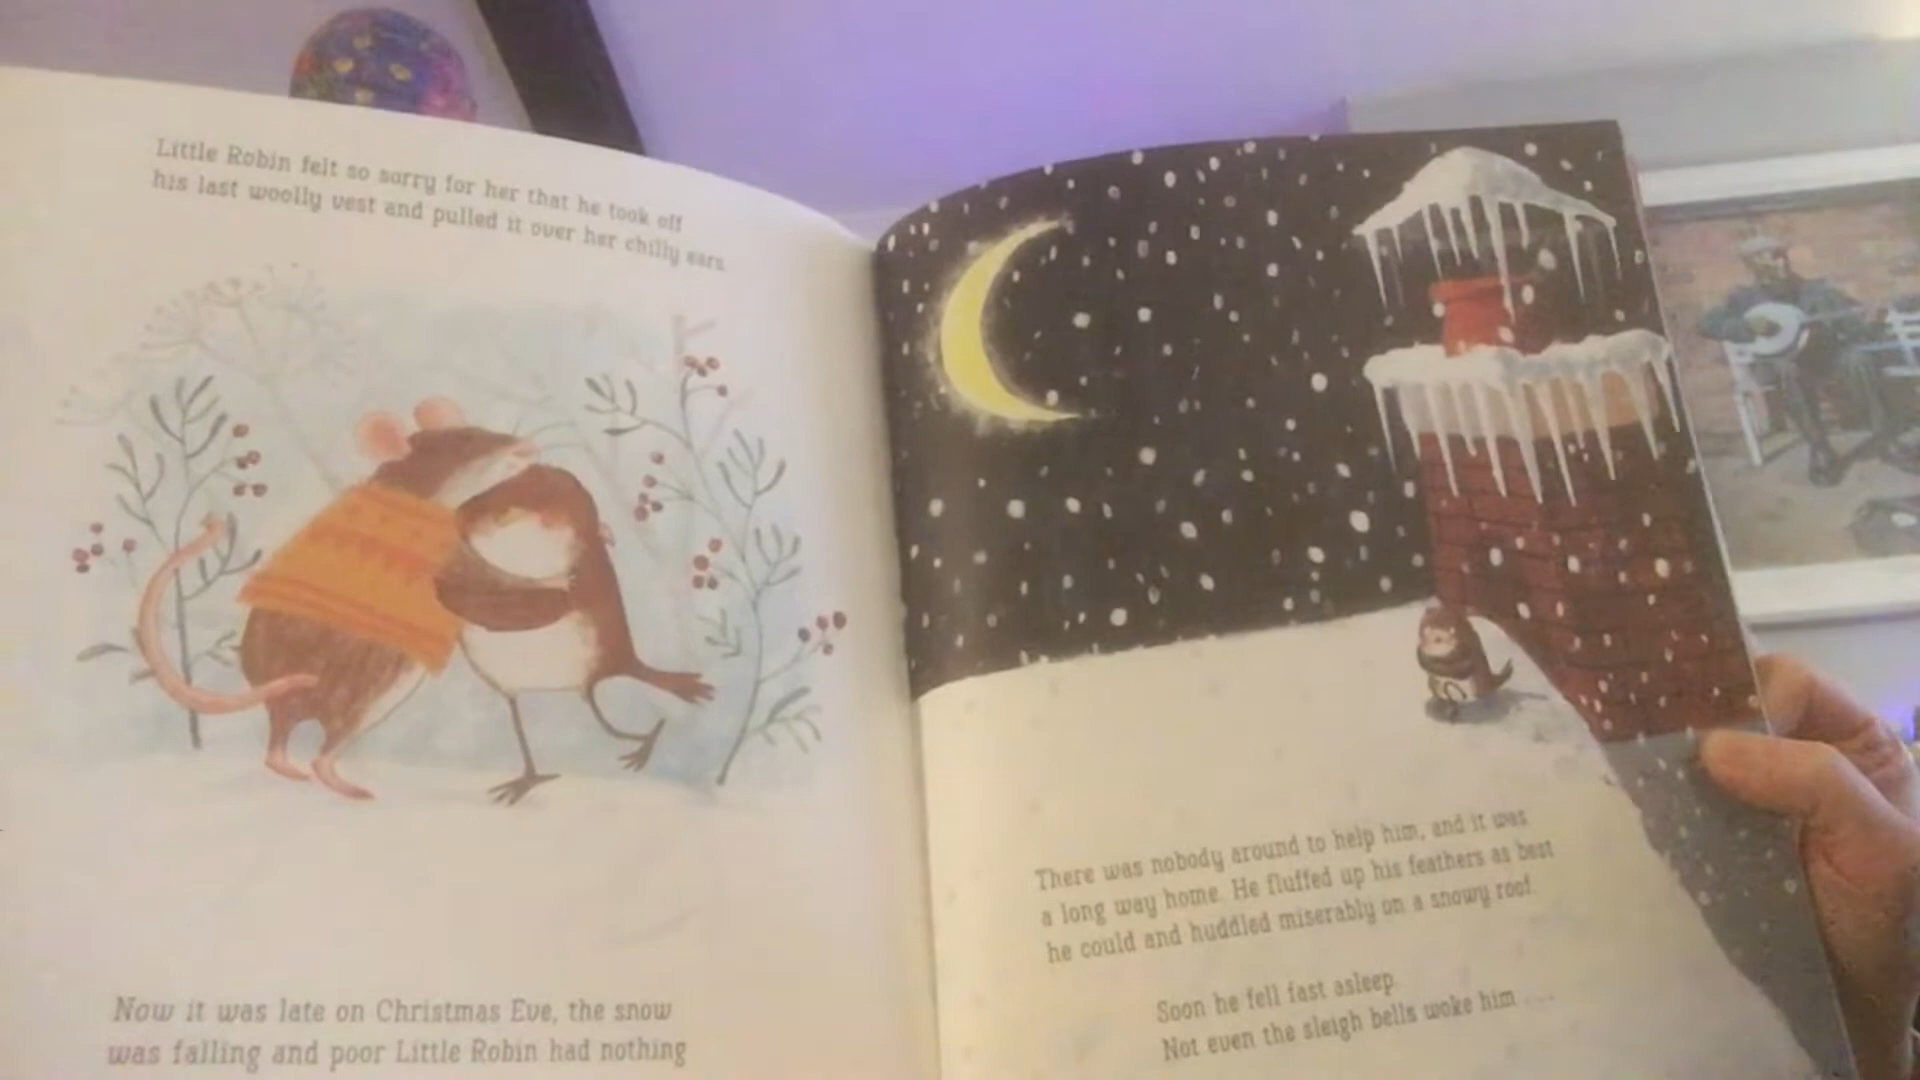 Little Robin felt so sorry for her that he took off
his last woolly vest and pulled it over her chilly ears.
Now it was late on Christmas Eve, the snow
was falling and poor Little Robin had nothing
There was nobody around to help him, and it was
a long way home. He fluffed up his feathers as best
he could and huddled miserably on a snowy roof.
Soon he fell fast asleep.
Not even the sleigh bells woke him . . .